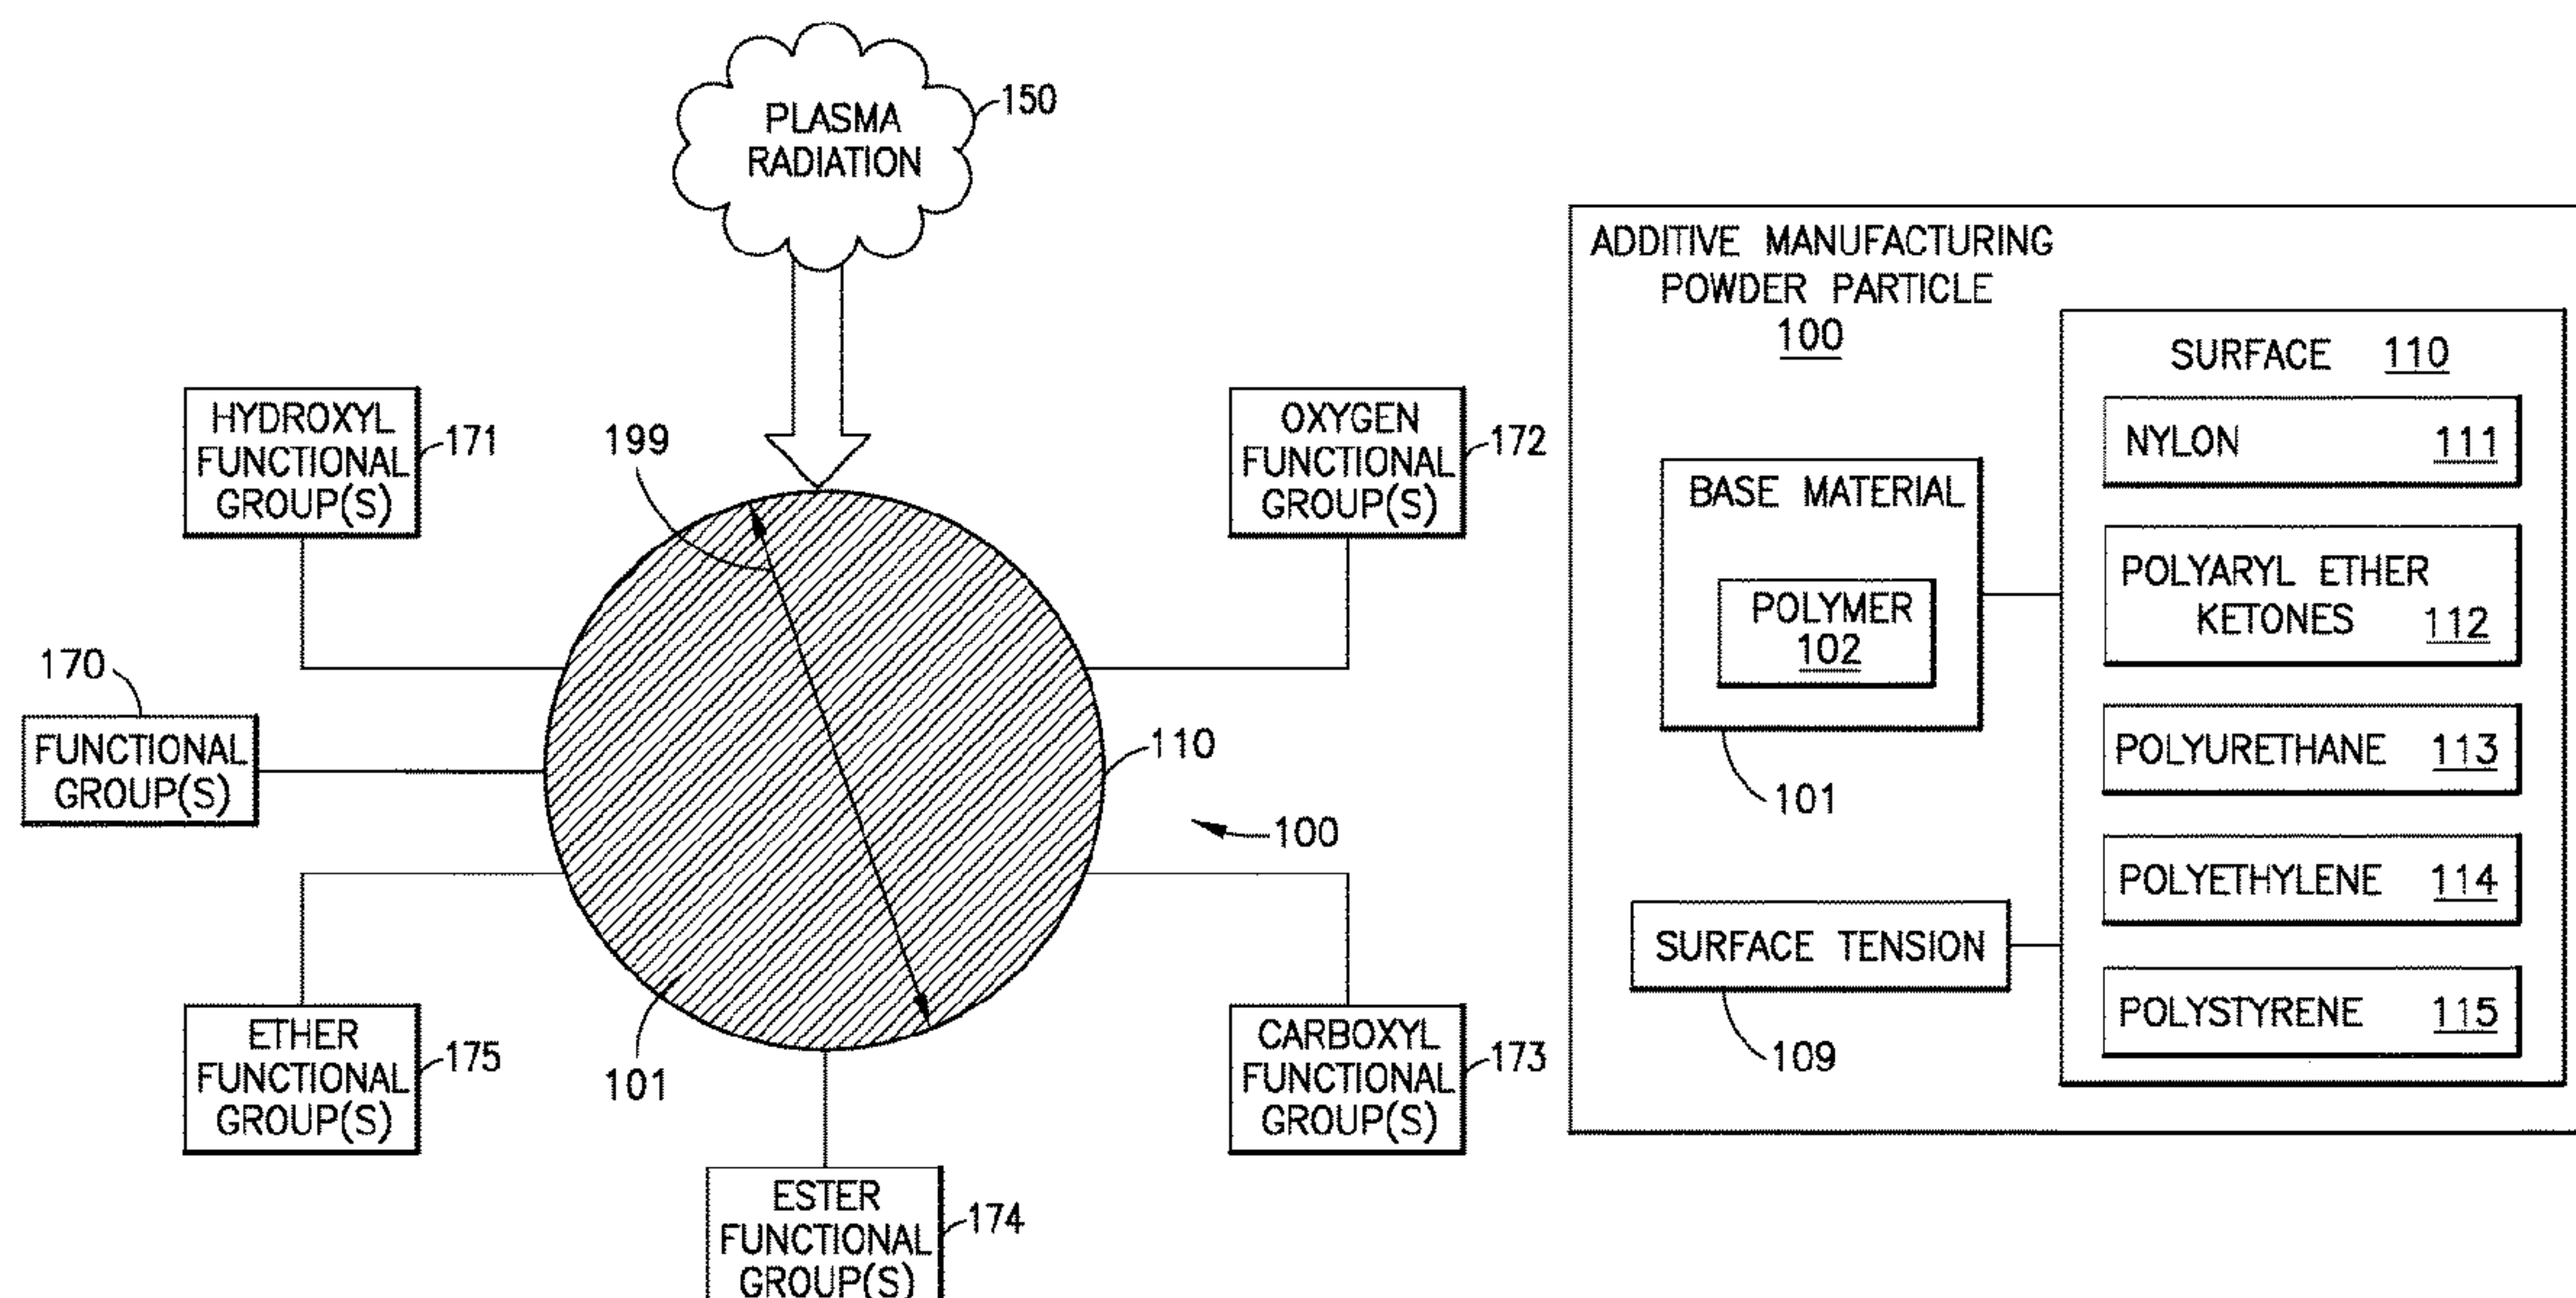 PLASMA
RADIATION
150
HYDROXYL
FUNCTIONAL
GROUP(S)
171
199
OXYGEN
FUNCTIONAL
GROUP(S)
172
170
FUNCTIONAL
GROUP(S)
110
100
ETHER
FUNCTIONAL
GROUP(S)
175
101
CARBOXYL
FUNCTIONAL
GROUP(S)
173
ESTER
FUNCTIONAL
GROUP(S)
174
ADDITIVE MANUFACTURING
POWDER PARTICLE
100
BASE MATERIAL
POLYMER
102
101
SURFACE TENSION
109
SURFACE 110
NYLON 111
POLYARYL ETHER
KETONES 112
POLYURETHANE 113
POLYETHYLENE 114
POLYSTYRENE 115